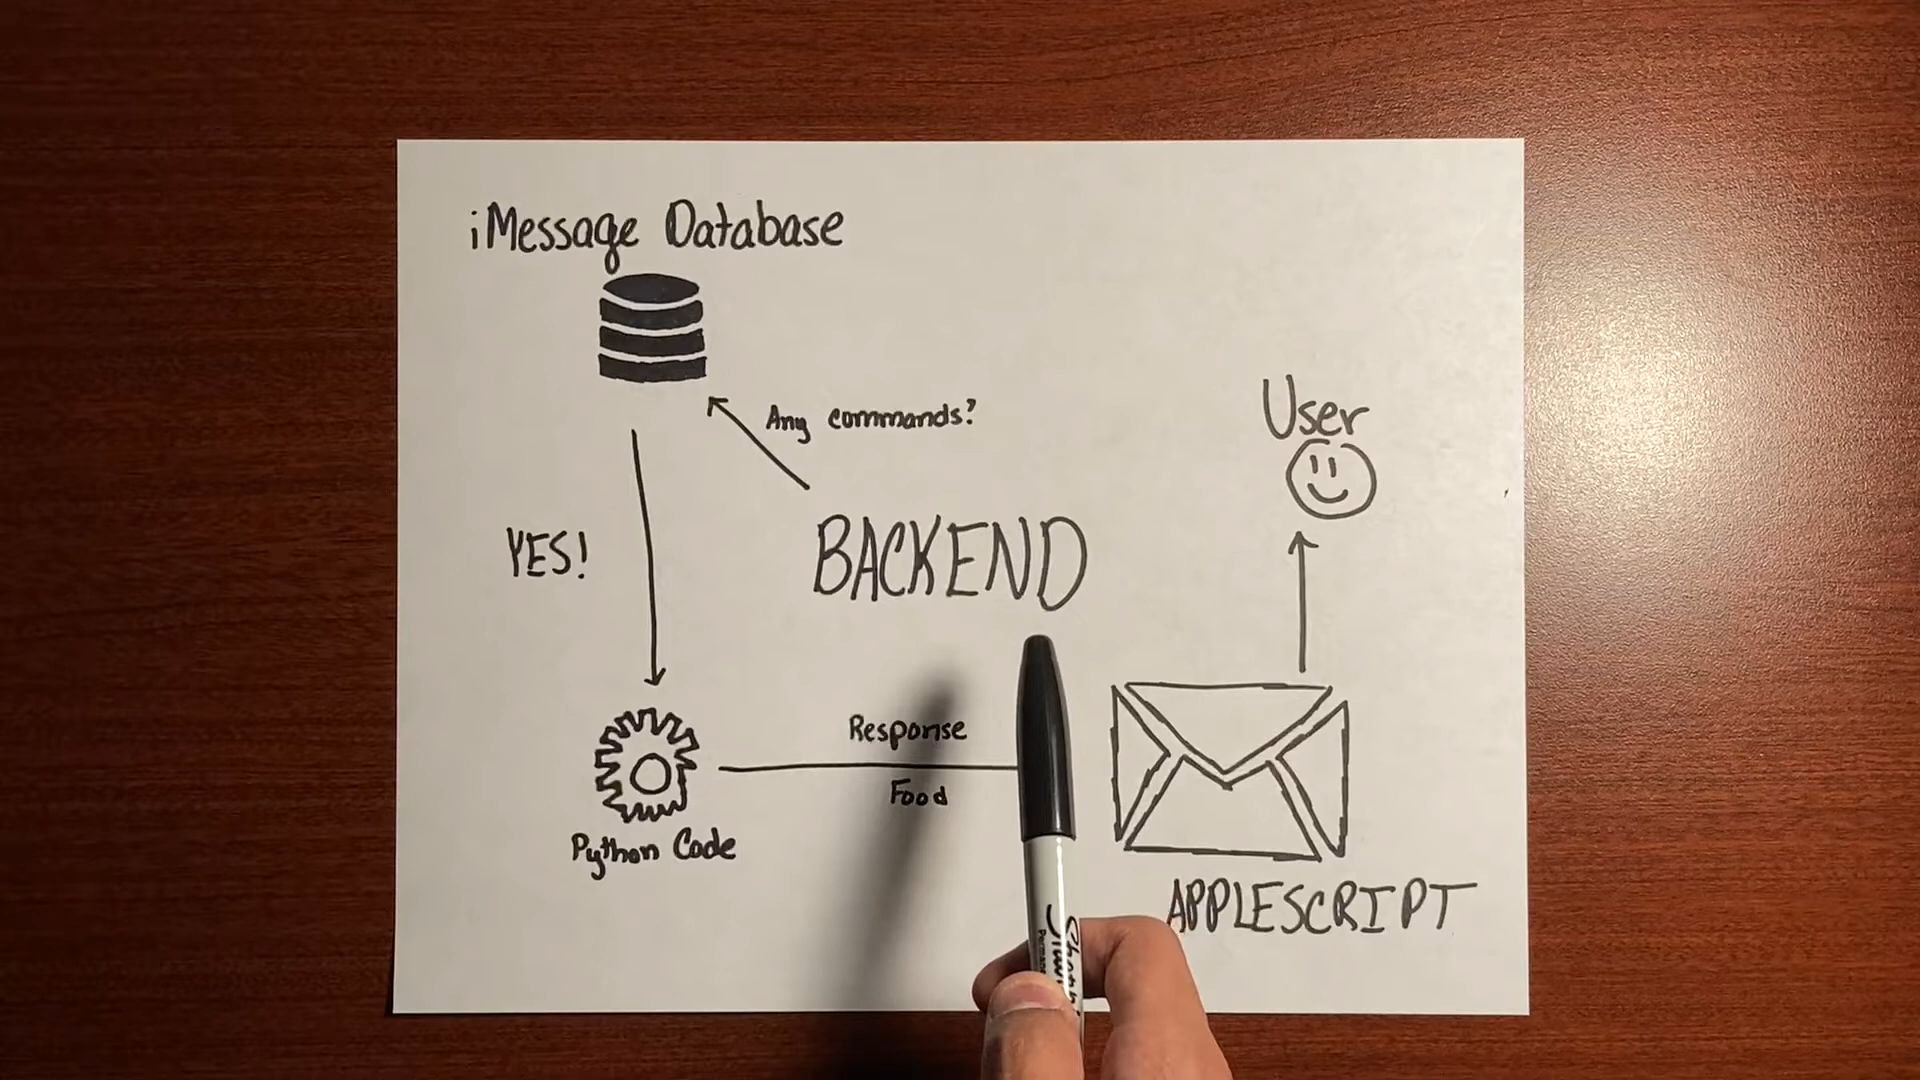 iMessage Database
Any commands?
User
YES!
BACKEND
Response
Food
Python Code
APPLESCRIPT